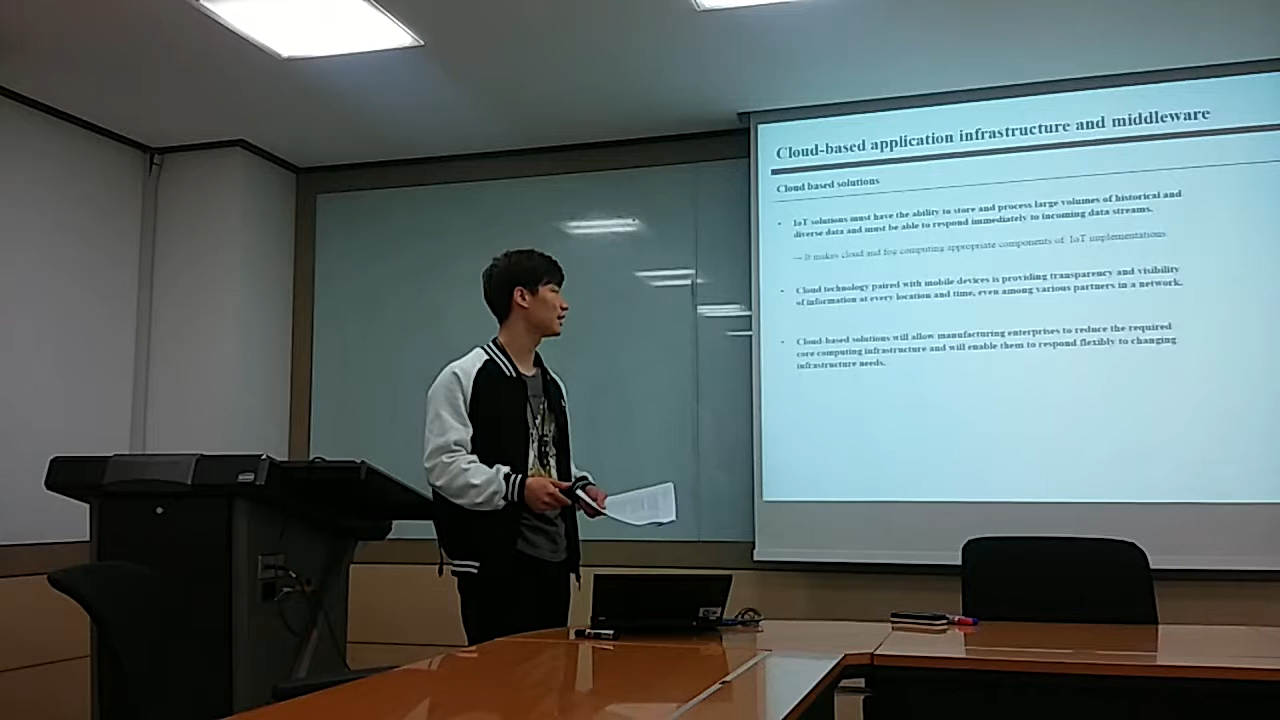 Cloud-based application infrastructure and middleware
Cloud based solutions
• IoT solutions must have the ability to store and process large volumes of historical and
diverse data and must be able to respond immediately to incoming data streams.
→ It makes cloud and fog computing appropriate components of IoT implementations.
• Cloud technology paired with mobile devices is providing transparency and visibility
of information at every location and time, even among various partners in a network.
• Cloud-based solutions will allow manufacturing enterprises to reduce the required
core computing infrastructure and will enable them to respond flexibly to changing
infrastructure needs.